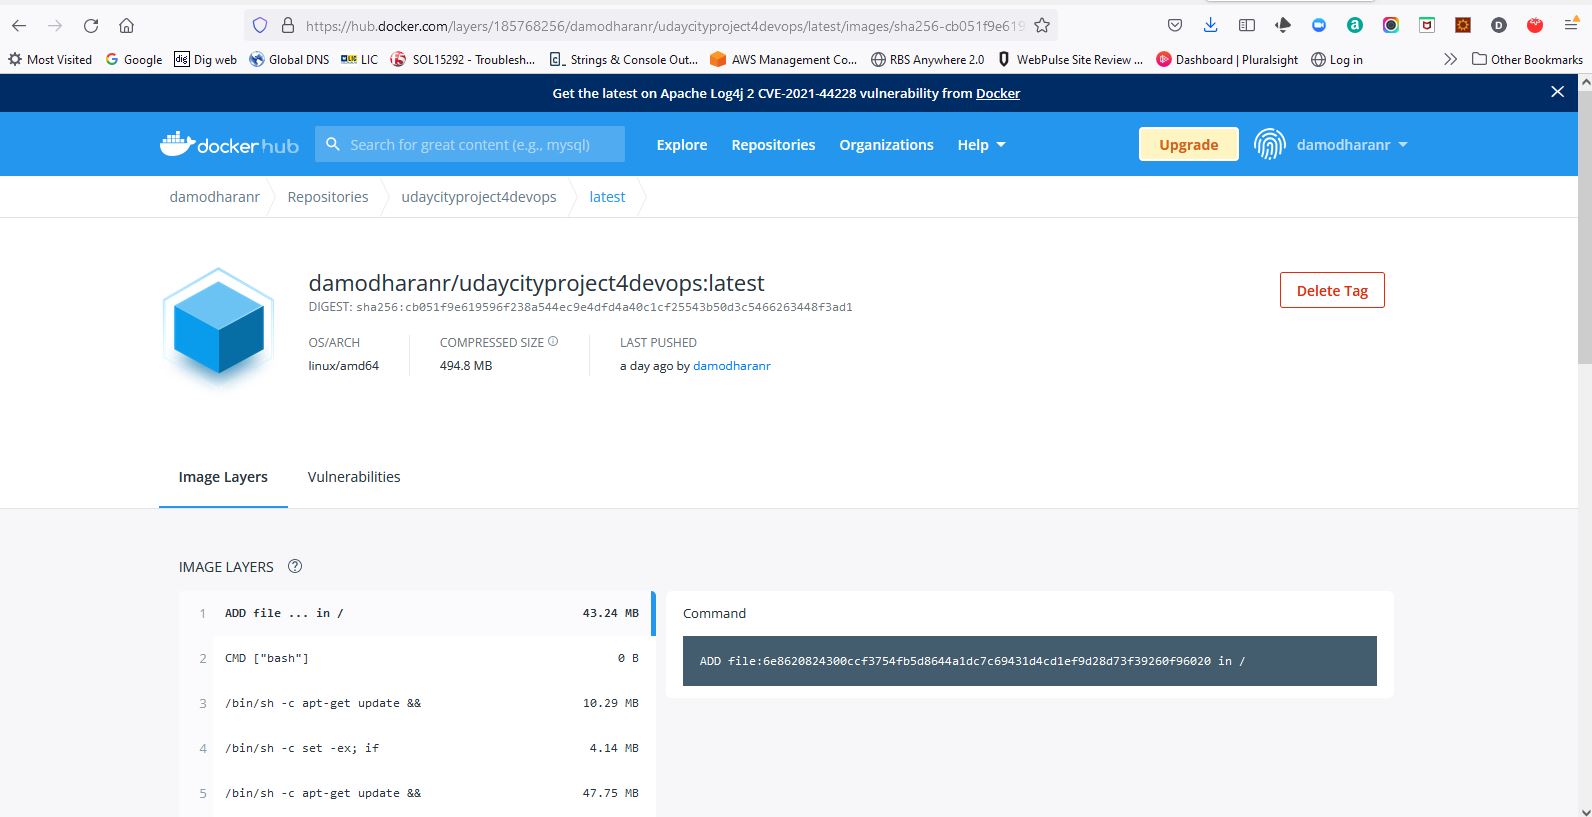 https://hub.docker.com/layers/185768256/damodharanr/udaycityproject4devops/latest/images/sha256-cb051f9e619
Most Visited Google Dig web Global DNS LIC SOL15292 - Troublesh... Strings & Console Out... AWS Management Co... RBS Anywhere 2.0 WebPulse Site Review ... Dashboard | Pluralsight Log in Other Bookmarks
Get the latest on Apache Log4j 2 CVE-2021-44228 vulnerability from Docker
dockerhub Search for great content (e.g., mysql) Explore Repositories Organizations Help Upgrade damodharanr
damodharanr Repositories udaycityproject4devops latest
damodharanr/udaycityproject4devops:latest
Delete Tag
DIGEST: sha256:cb051f9e619596f238a544ec9e4dfd4a40c1cf25543b50d3c5466263448f3ad1
OS/ARCH COMPRESSED SIZE LAST PUSHED
linux/amd64 494.8 MB a day ago by damodharanr
Image Layers Vulnerabilities
IMAGE LAYERS
1 ADD file ... in / 43.24 MB
2 CMD ["bash"] 0 B
3 /bin/sh -c apt-get update && 10.29 MB
4 /bin/sh -c set -ex; if 4.14 MB
5 /bin/sh -c apt-get update && 47.75 MB
Command
ADD file:6e8620824300ccf3754fb5d8644a1dc7c69431d4cd1ef9d28d73f39260f96020 in /